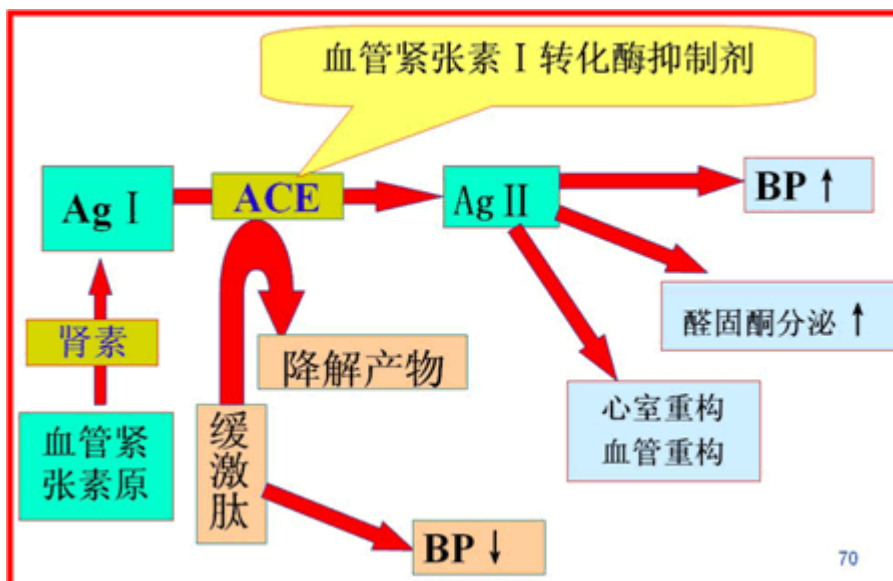 血管紧张素Ⅰ转化酶抑制剂
AgⅠ
ACE
AgⅡ
BP↑
肾素
降解产物
醛固酮分泌↑
血管紧
张素原
缓
激
肽
心室重构
血管重构
BP↓
70